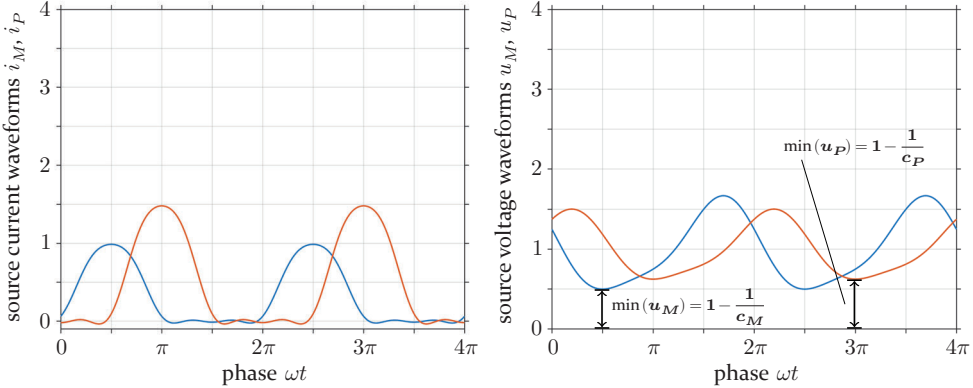 source current waveforms i_M, i_P
4
3
2
1
0
0 π 2π 3π 4π
phase ωt
source voltage waveforms u_M, u_P
4
3
2
1
0
min(u_P) = 1 − 1/c_P
min(u_M) = 1 − 1/c_M
0 π 2π 3π 4π
phase ωt